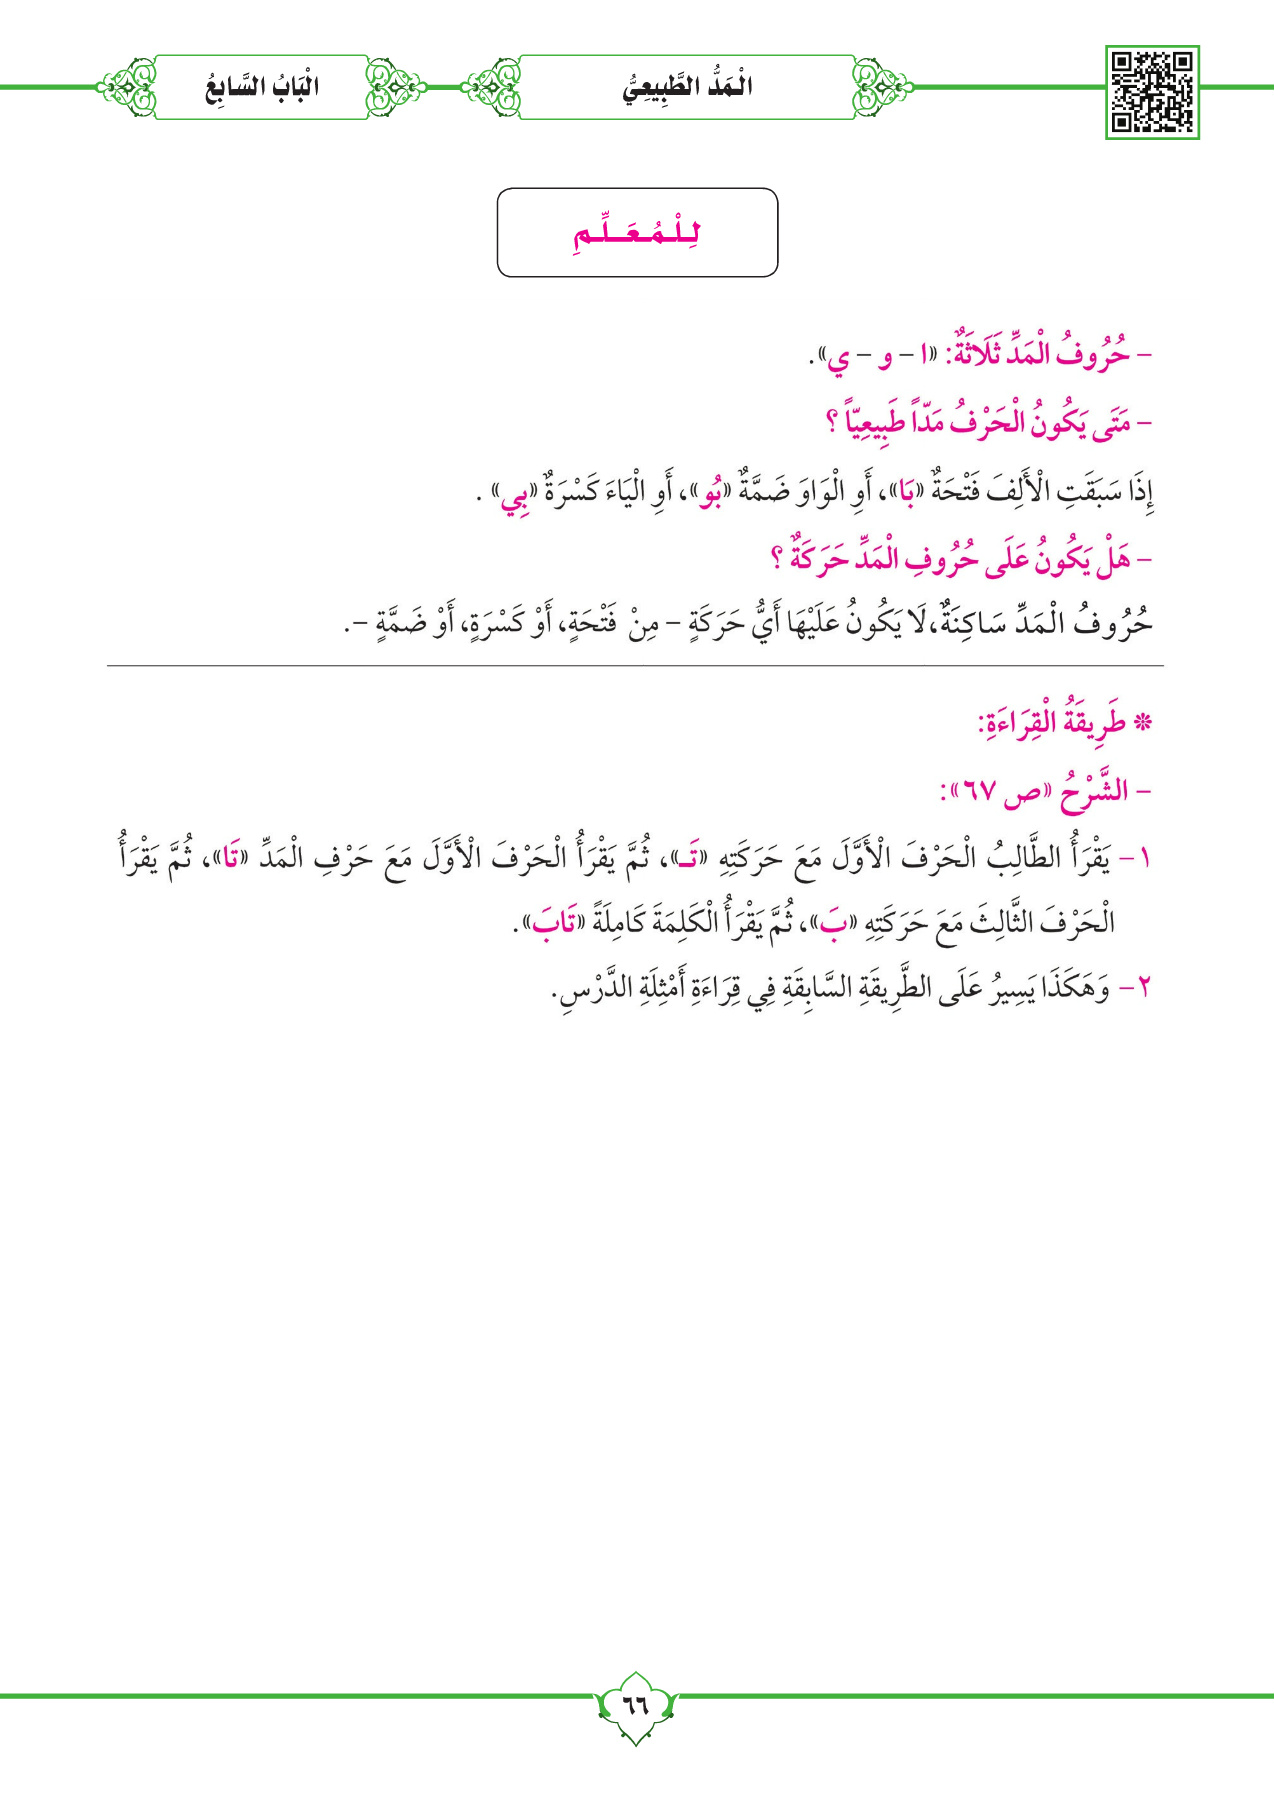 الْمَدُّ الطَّبِيعِيُّ
الْبَابُ السَّابِعُ
لِلْمُعَلِّمِ
– حُرُوفُ الْمَدِّ ثَلَاثَةٌ: «ا – و – ي».
– مَتَى يَكُونُ الْحَرْفُ مَدّاً طَبِيعِيّاً ؟
إِذَا سَبَقَتِ الْأَلِفَ فَتْحَةٌ «بَا»، أَوِ الْوَاوَ ضَمَّةٌ «بُو»، أَوِ الْيَاءَ كَسْرَةٌ «بِي» .
– هَلْ يَكُونُ عَلَى حُرُوفِ الْمَدِّ حَرَكَةٌ ؟
حُرُوفُ الْمَدِّ سَاكِنَةٌ، لَا يَكُونُ عَلَيْهَا أَيُّ حَرَكَةٍ – مِنْ فَتْحَةٍ، أَوْ كَسْرَةٍ، أَوْ ضَمَّةٍ –.
❊ طَرِيقَةُ الْقِرَاءَةِ:
– الشَّرْحُ «ص ٦٧»:
١– يَقْرَأُ الطَّالِبُ الْحَرْفَ الْأَوَّلَ مَعَ حَرَكَتِهِ «تَـ»، ثُمَّ يَقْرَأُ الْحَرْفَ الْأَوَّلَ مَعَ حَرْفِ الْمَدِّ «تَا»، ثُمَّ يَقْرَأُ
الْحَرْفَ الثَّالِثَ مَعَ حَرَكَتِهِ «بَ»، ثُمَّ يَقْرَأُ الْكَلِمَةَ كَامِلَةً «تَابَ».
٢– وَهَكَذَا يَسِيرُ عَلَى الطَّرِيقَةِ السَّابِقَةِ فِي قِرَاءَةِ أَمْثِلَةِ الدَّرْسِ.
٦٦